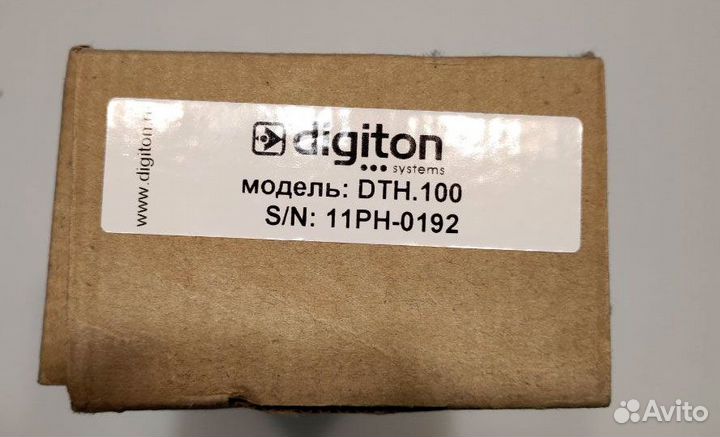 digiton
systems
модель: DTH.100
S/N: 11PH-0192
www.digiton.r
Avito